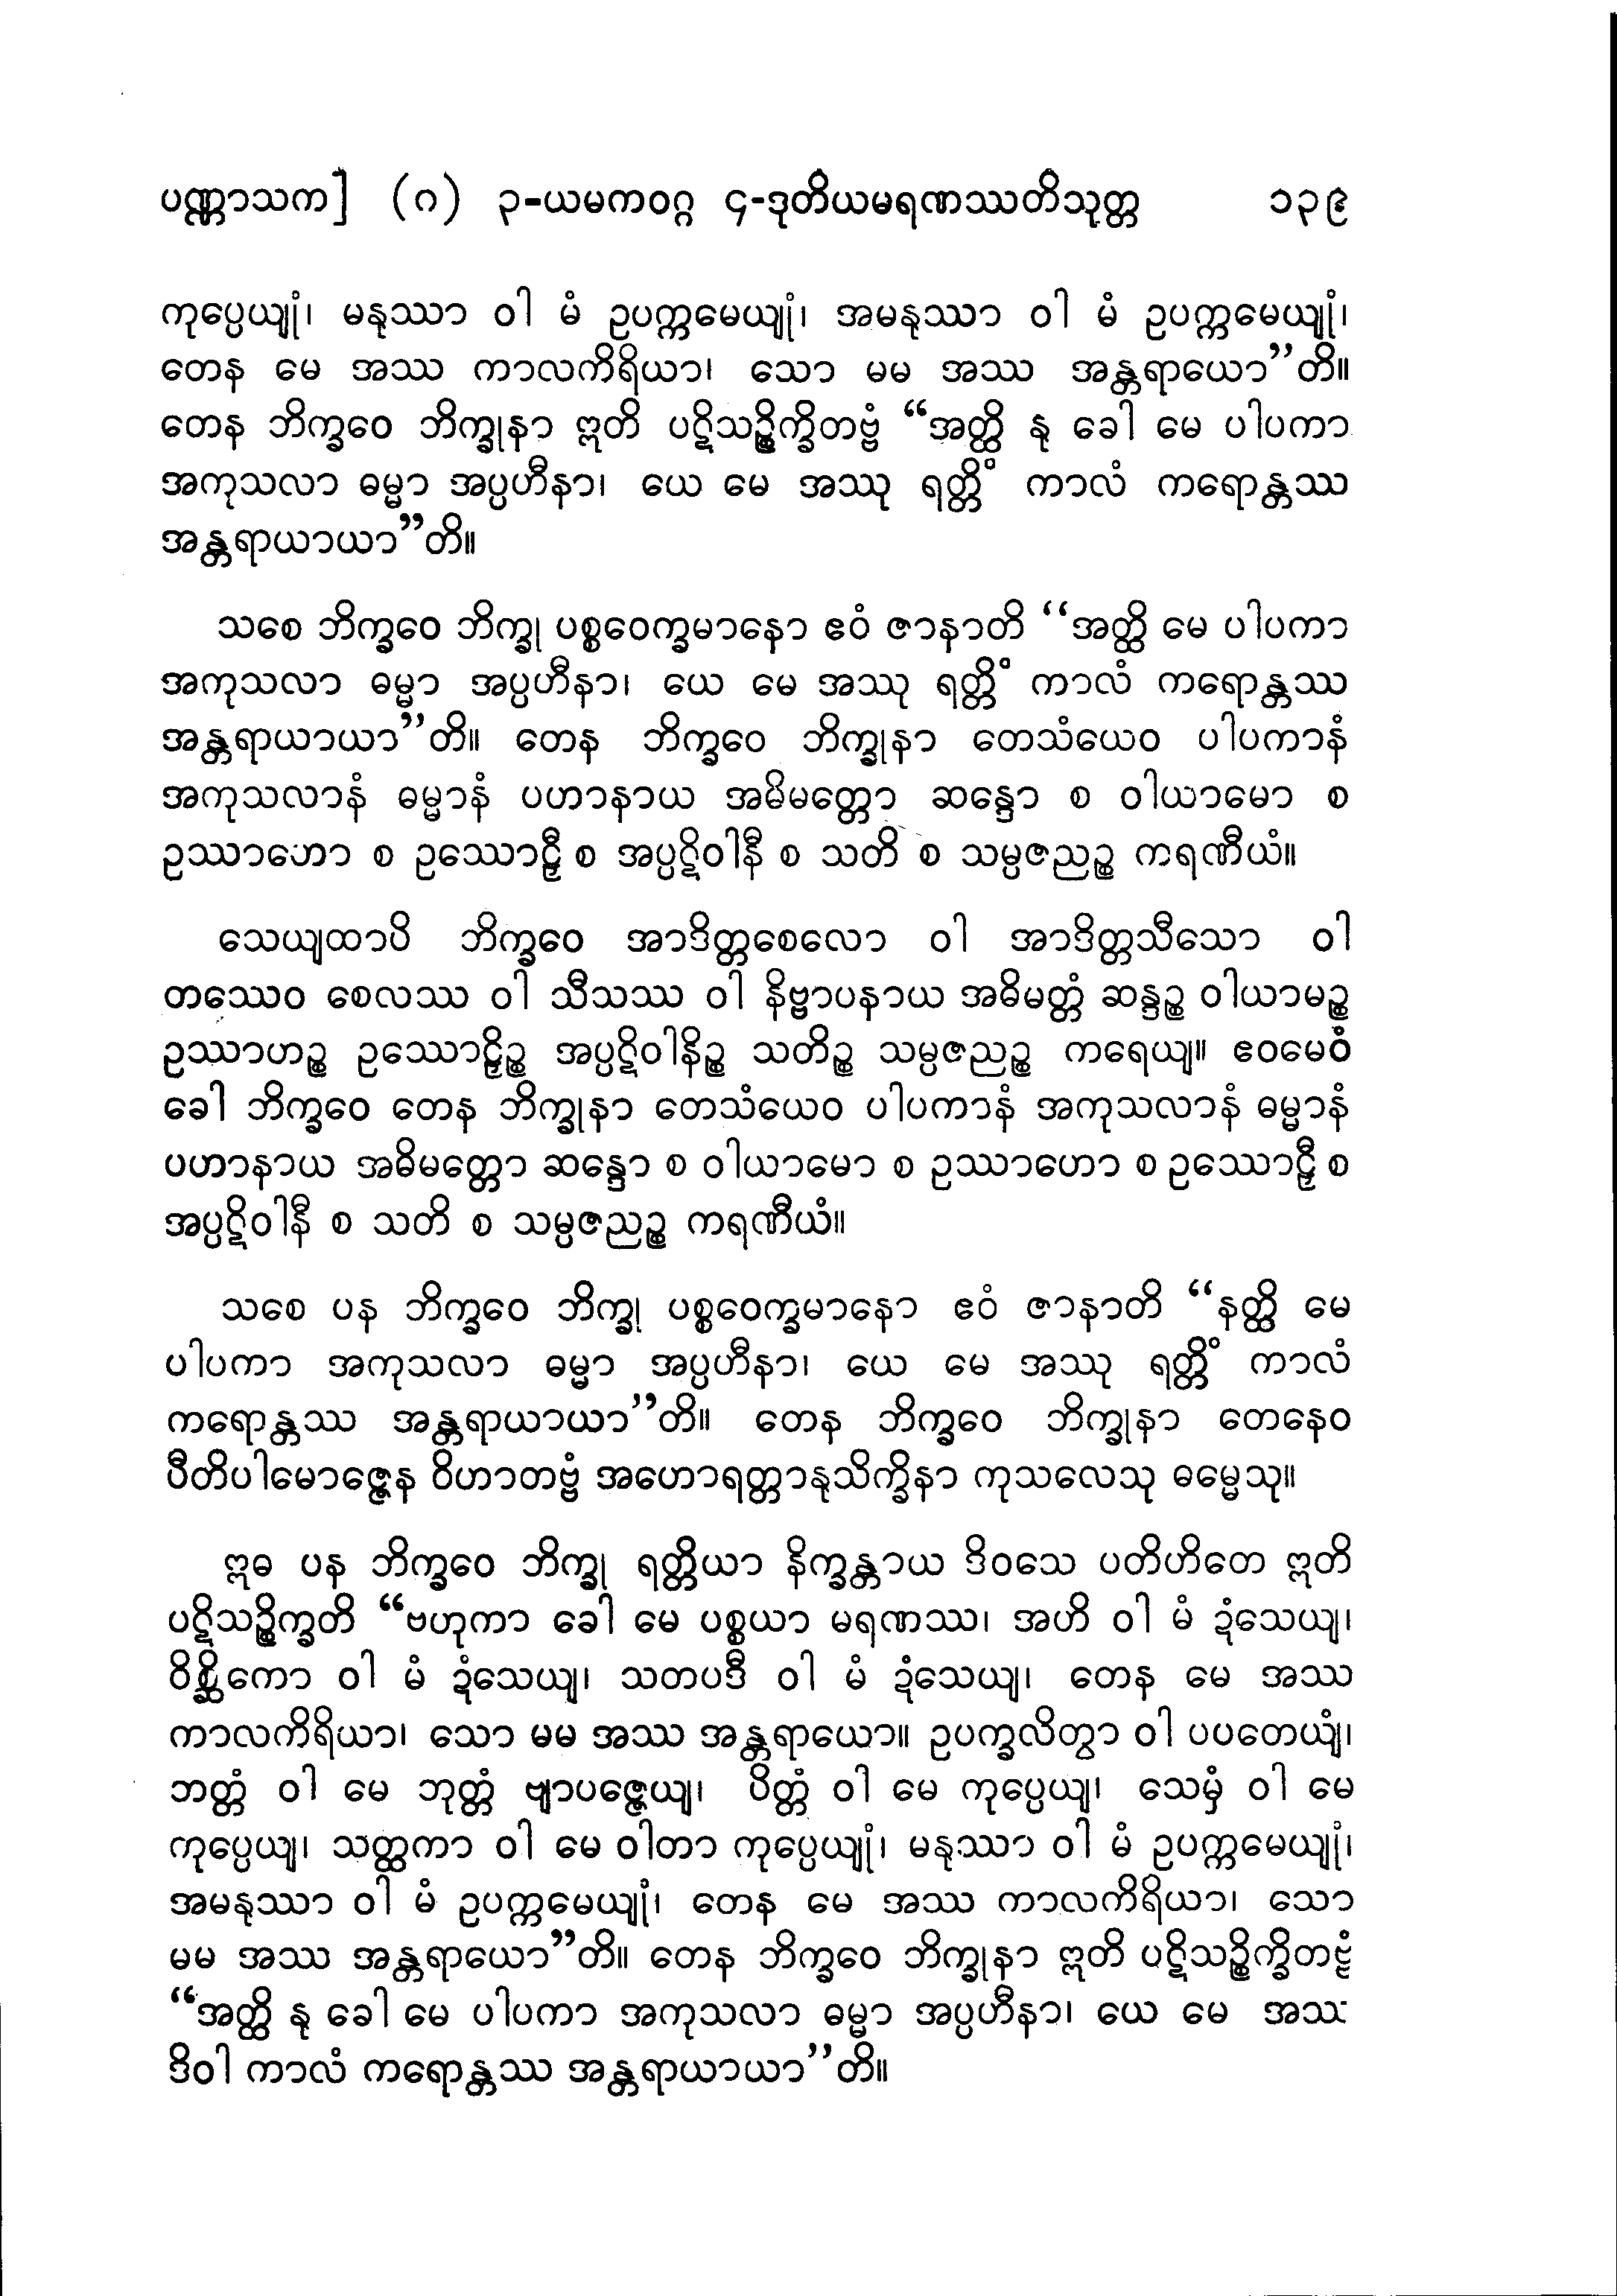 ပဏ္ဏာသက] (ဂ) ၃-ယမကဝဂ္ဂ ၄-ဒုတိယမရဏဿတိသုတ္တ ၁၃၉
ကုပ္ပေယျုံ၊ မနုဿာ ဝါ မံ ဥပက္ကမေယျုံ၊ အမနုဿာ ဝါ မံ ဥပက္ကမေယျုံ၊
တေန မေ အဿ ကာလကိရိယာ၊ သော မမ အဿ အန္တရာယော”တိ။
တေန ဘိက္ခဝေ ဘိက္ခုနာ ဣတိ ပဋိသဉ္စိက္ခိတဗ္ဗံ “အတ္ထိ နု ခေါ မေ ပါပကာ
အကုသလာ ဓမ္မာ အပ္ပဟီနာ၊ ယေ မေ အဿု ရတ္တိံ ကာလံ ကရောန္တဿ
အန္တရာယာယာ”တိ။
သစေ ဘိက္ခဝေ ဘိက္ခု ပစ္စဝေက္ခမာနော ဧဝံ ဇာနာတိ “အတ္ထိ မေ ပါပကာ
အကုသလာ ဓမ္မာ အပ္ပဟီနာ၊ ယေ မေ အဿု ရတ္တိံ ကာလံ ကရောန္တဿ
အန္တရာယာယာ”တိ။ တေန ဘိက္ခဝေ ဘိက္ခုနာ တေသံယေဝ ပါပကာနံ
အကုသလာနံ ဓမ္မာနံ ပဟာနာယ အဓိမတ္တော ဆန္ဒော စ ဝါယာမော စ
ဥဿာဟော စ ဥဿောဠှီ စ အပ္ပဋိဝါနီ စ သတိ စ သမ္ပဇညဉ္စ ကရဏီယံ။
သေယျထာပိ ဘိက္ခဝေ အာဒိတ္တစေလော ဝါ အာဒိတ္တသီသော ဝါ
တဿေဝ စေလဿ ဝါ သီသဿ ဝါ နိဗ္ဗာပနာယ အဓိမတ္တံ ဆန္ဒဉ္စ ဝါယာမဉ္စ
ဥဿာဟဉ္စ ဥဿောဠှိဉ္စ အပ္ပဋိဝါနိဉ္စ သတိဉ္စ သမ္ပဇညဉ္စ ကရေယျ။ ဧဝမေဝံ
ခေါ ဘိက္ခဝေ တေန ဘိက္ခုနာ တေသံယေဝ ပါပကာနံ အကုသလာနံ ဓမ္မာနံ
ပဟာနာယ အဓိမတ္တော ဆန္ဒော စ ဝါယာမော စ ဥဿာဟော စ ဥဿောဠှီ စ
အပ္ပဋိဝါနီ စ သတိ စ သမ္ပဇညဉ္စ ကရဏီယံ။
သစေ ပန ဘိက္ခဝေ ဘိက္ခု ပစ္စဝေက္ခမာနော ဧဝံ ဇာနာတိ “နတ္ထိ မေ
ပါပကာ အကုသလာ ဓမ္မာ အပ္ပဟီနာ၊ ယေ မေ အဿု ရတ္တိံ ကာလံ
ကရောန္တဿ အန္တရာယာယာ”တိ။ တေန ဘိက္ခဝေ ဘိက္ခုနာ တေနေဝ
ပီတိပါမောဇ္ဇေန ဝိဟာတဗ္ဗံ အဟောရတ္တာနုသိက္ခိနာ ကုသလေသု ဓမ္မေသု။
ဣဓ ပန ဘိက္ခဝေ ဘိက္ခု ရတ္တိယာ နိက္ခန္တာယ ဒိဝသေ ပတိဟိတေ ဣတိ
ပဋိသဉ္စိက္ခတိ “ဗဟုကာ ခေါ မေ ပစ္စယာ မရဏဿ၊ အဟိ ဝါ မံ ဍံသေယျ၊
ဝိစ္ဆိကော ဝါ မံ ဍံသေယျ၊ သတပဒီ ဝါ မံ ဍံသေယျ၊ တေန မေ အဿ
ကာလကိရိယာ၊ သော မမ အဿ အန္တရာယော။ ဥပက္ခလိတွာ ဝါ ပပတေယျံ၊
ဘတ္တံ ဝါ မေ ဘုတ္တံ ဗျာပဇ္ဇေယျ၊ ပိတ္တံ ဝါ မေ ကုပ္ပေယျ၊ သေမှံ ဝါ မေ
ကုပ္ပေယျ၊ သတ္ထကာ ဝါ မေ ဝါတာ ကုပ္ပေယျုံ၊ မနုဿာ ဝါ မံ ဥပက္ကမေယျုံ၊
အမနုဿာ ဝါ မံ ဥပက္ကမေယျုံ၊ တေန မေ အဿ ကာလကိရိယာ၊ သော
မမ အဿ အန္တရာယော”တိ။ တေန ဘိက္ခဝေ ဘိက္ခုနာ ဣတိ ပဋိသဉ္စိက္ခိတဗ္ဗံ
“အတ္ထိ နု ခေါ မေ ပါပကာ အကုသလာ ဓမ္မာ အပ္ပဟီနာ၊ ယေ မေ
ဒိဝါ ကာလံ ကရောန္တဿ အန္တရာယာယာ”တိ။